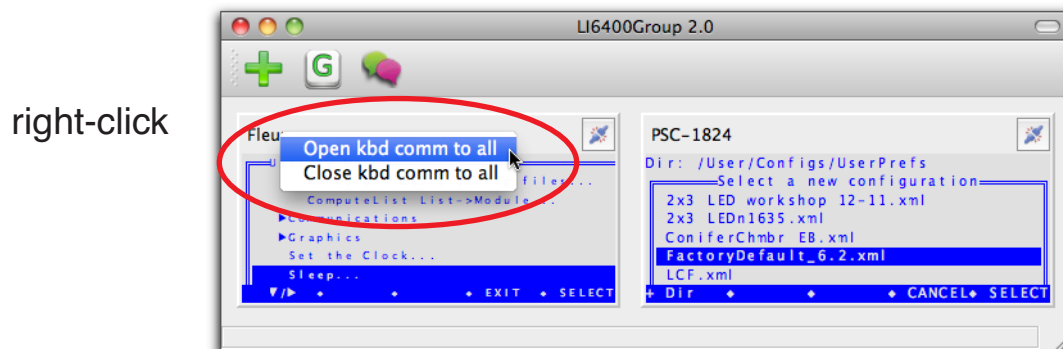 LI6400Group 2.0
G
right-click
Fleu
Open kbd comm to all
Close kbd comm to all
files...
ComputeList List->Module
▶Communications
▶Graphics
Set the Clock...
Sleep...
▼/▶ ◆ ◆ ◆ EXIT ◆ SELECT
PSC-1824
Dir: /User/Configs/UserPrefs
Select a new configuration
2x3 LED workshop 12-11.xml
2x3 LEDn1635.xml
ConiferChmbr EB.xml
FactoryDefault_6.2.xml
LCF.xml
+ Dir ◆ ◆ ◆ CANCEL◆ SELECT